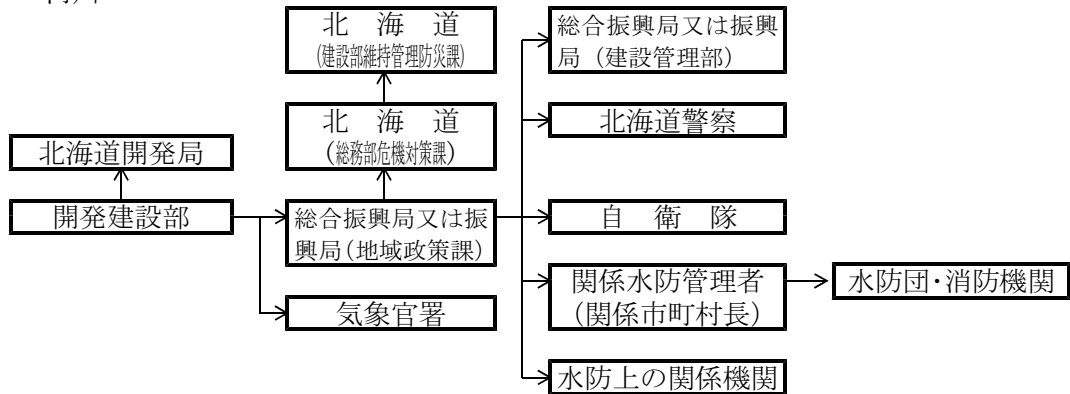 北　海　道
(建設部維持管理防災課)
総合振興局又は振興
局（建設管理部）
北　海　道
(総務部危機対策課)
北海道警察
北海道開発局
開発建設部
総合振興局又は振
興局(地域政策課)
自　衛　隊
関係水防管理者
(関係市町村長)
水防団・消防機関
気象官署
水防上の関係機関